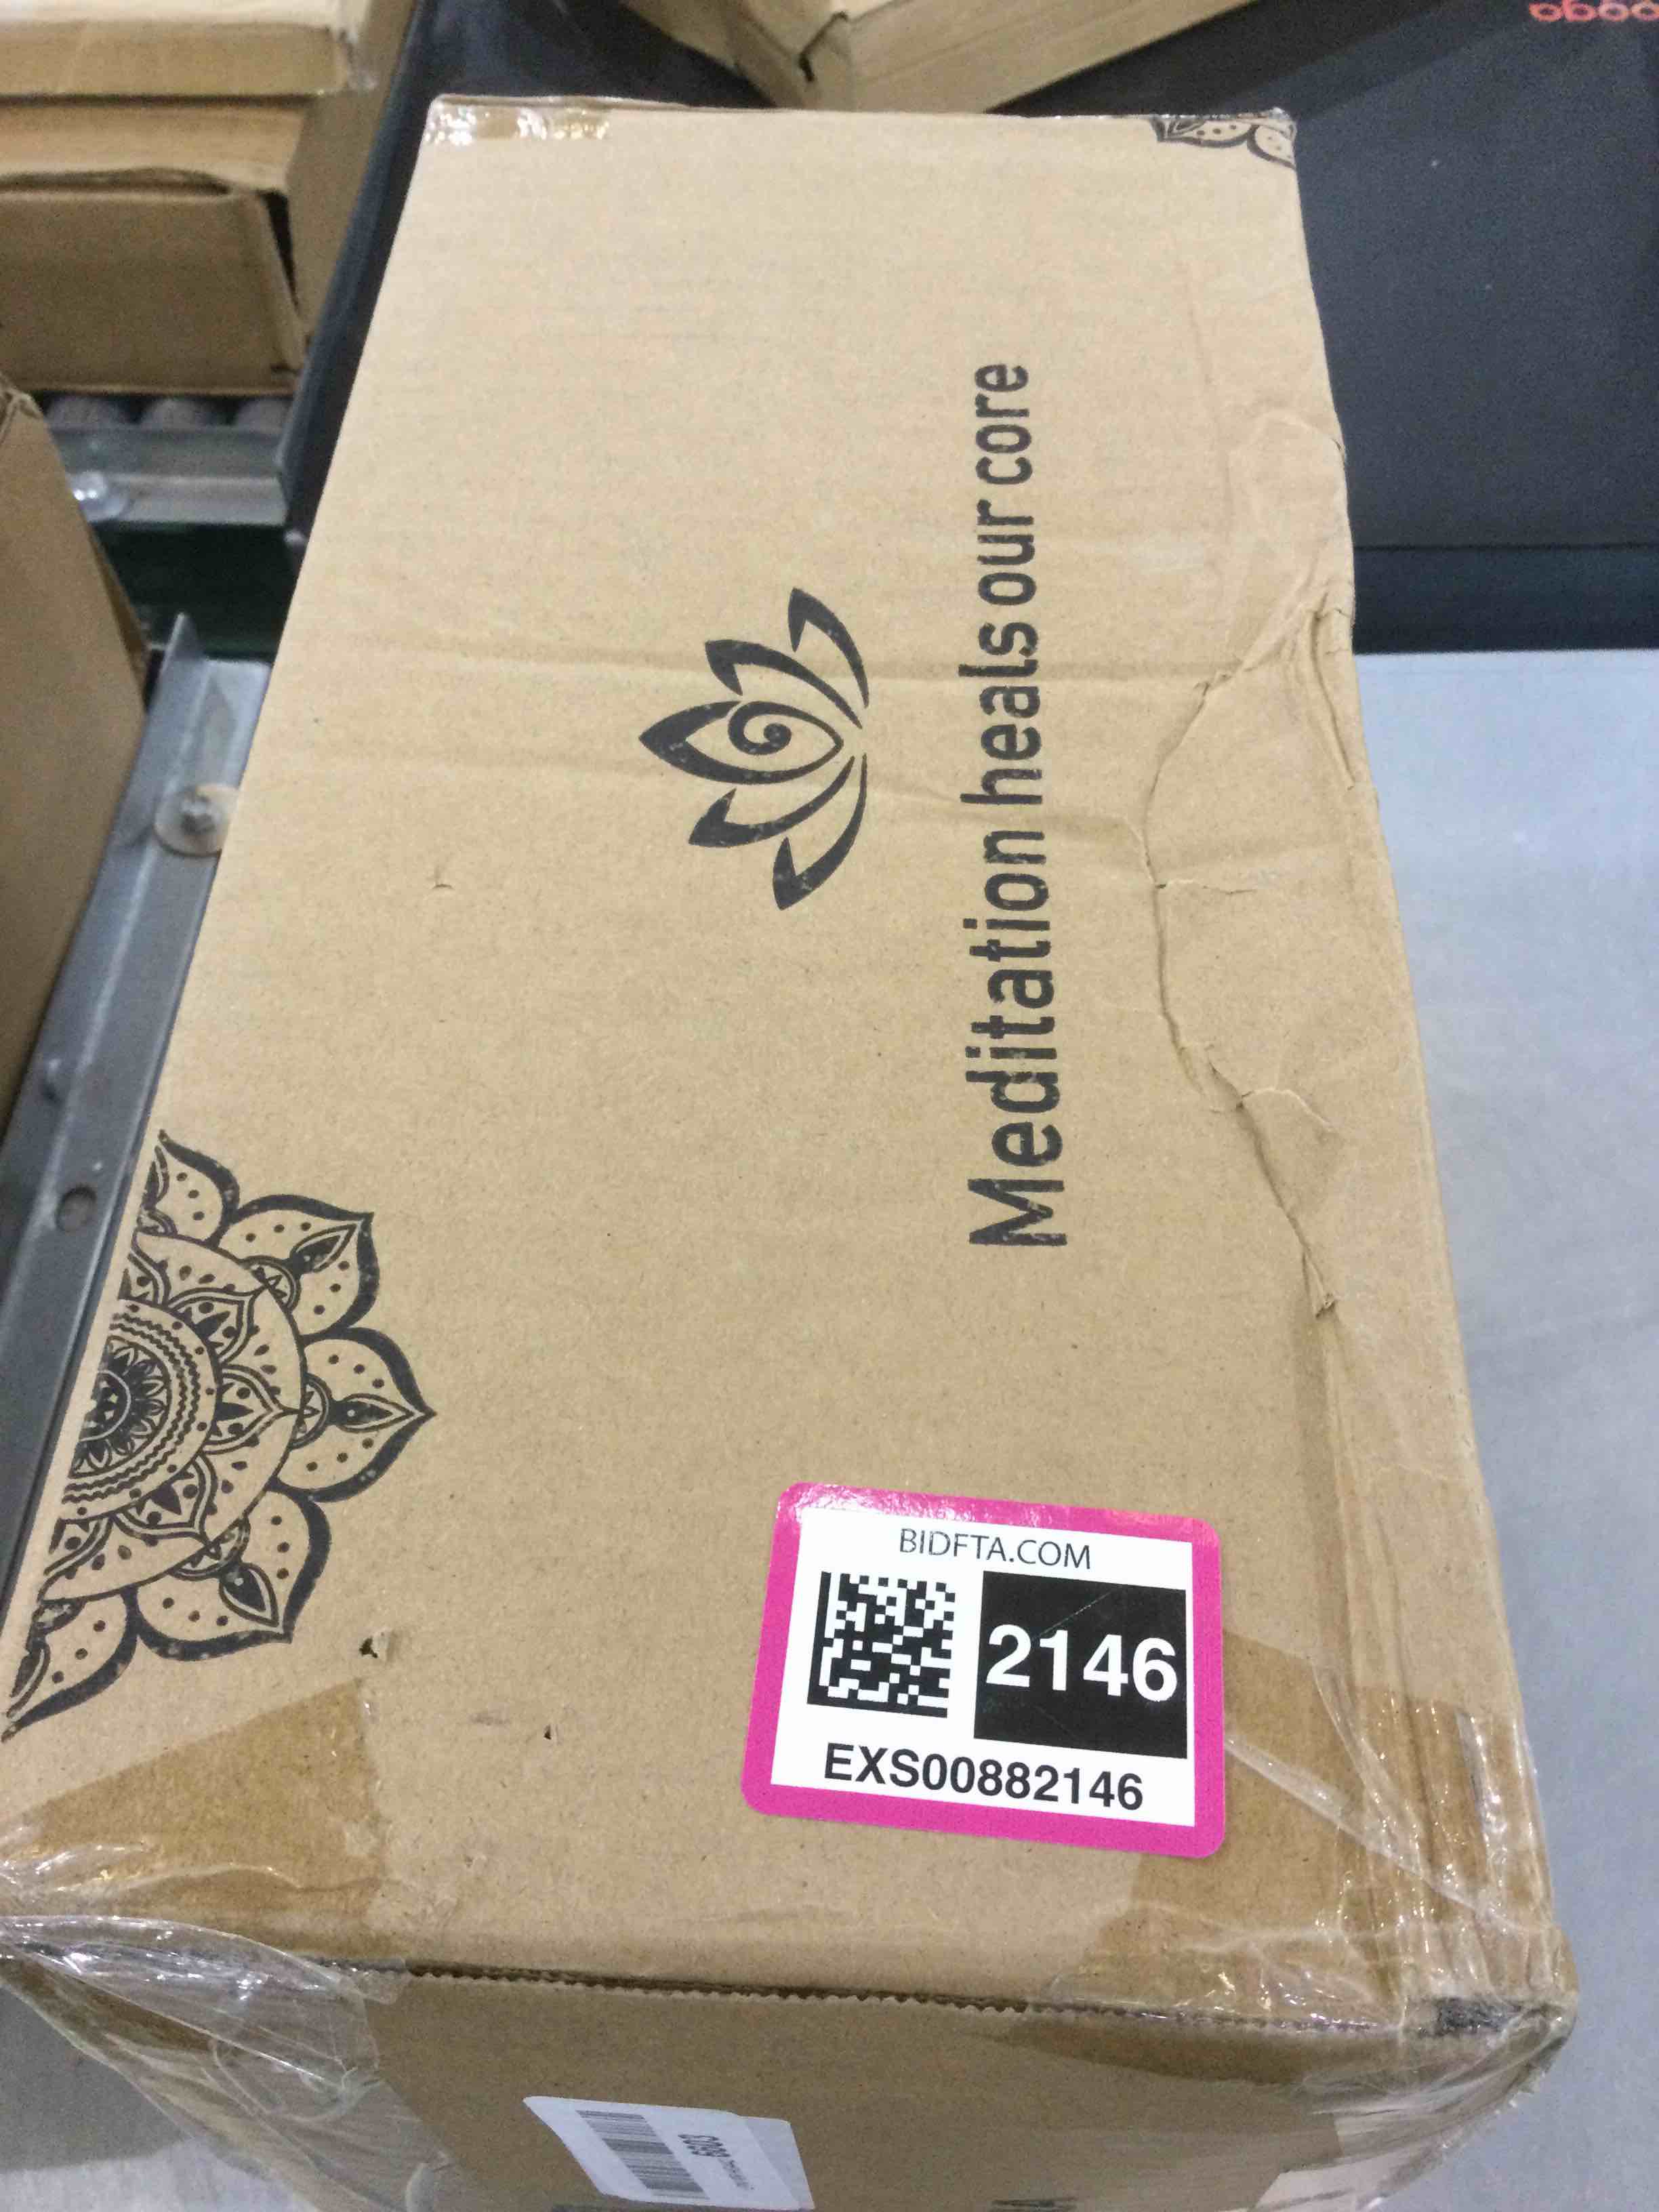 Meditation heals our core
BIDFTA.COM
2146
EXS00882146